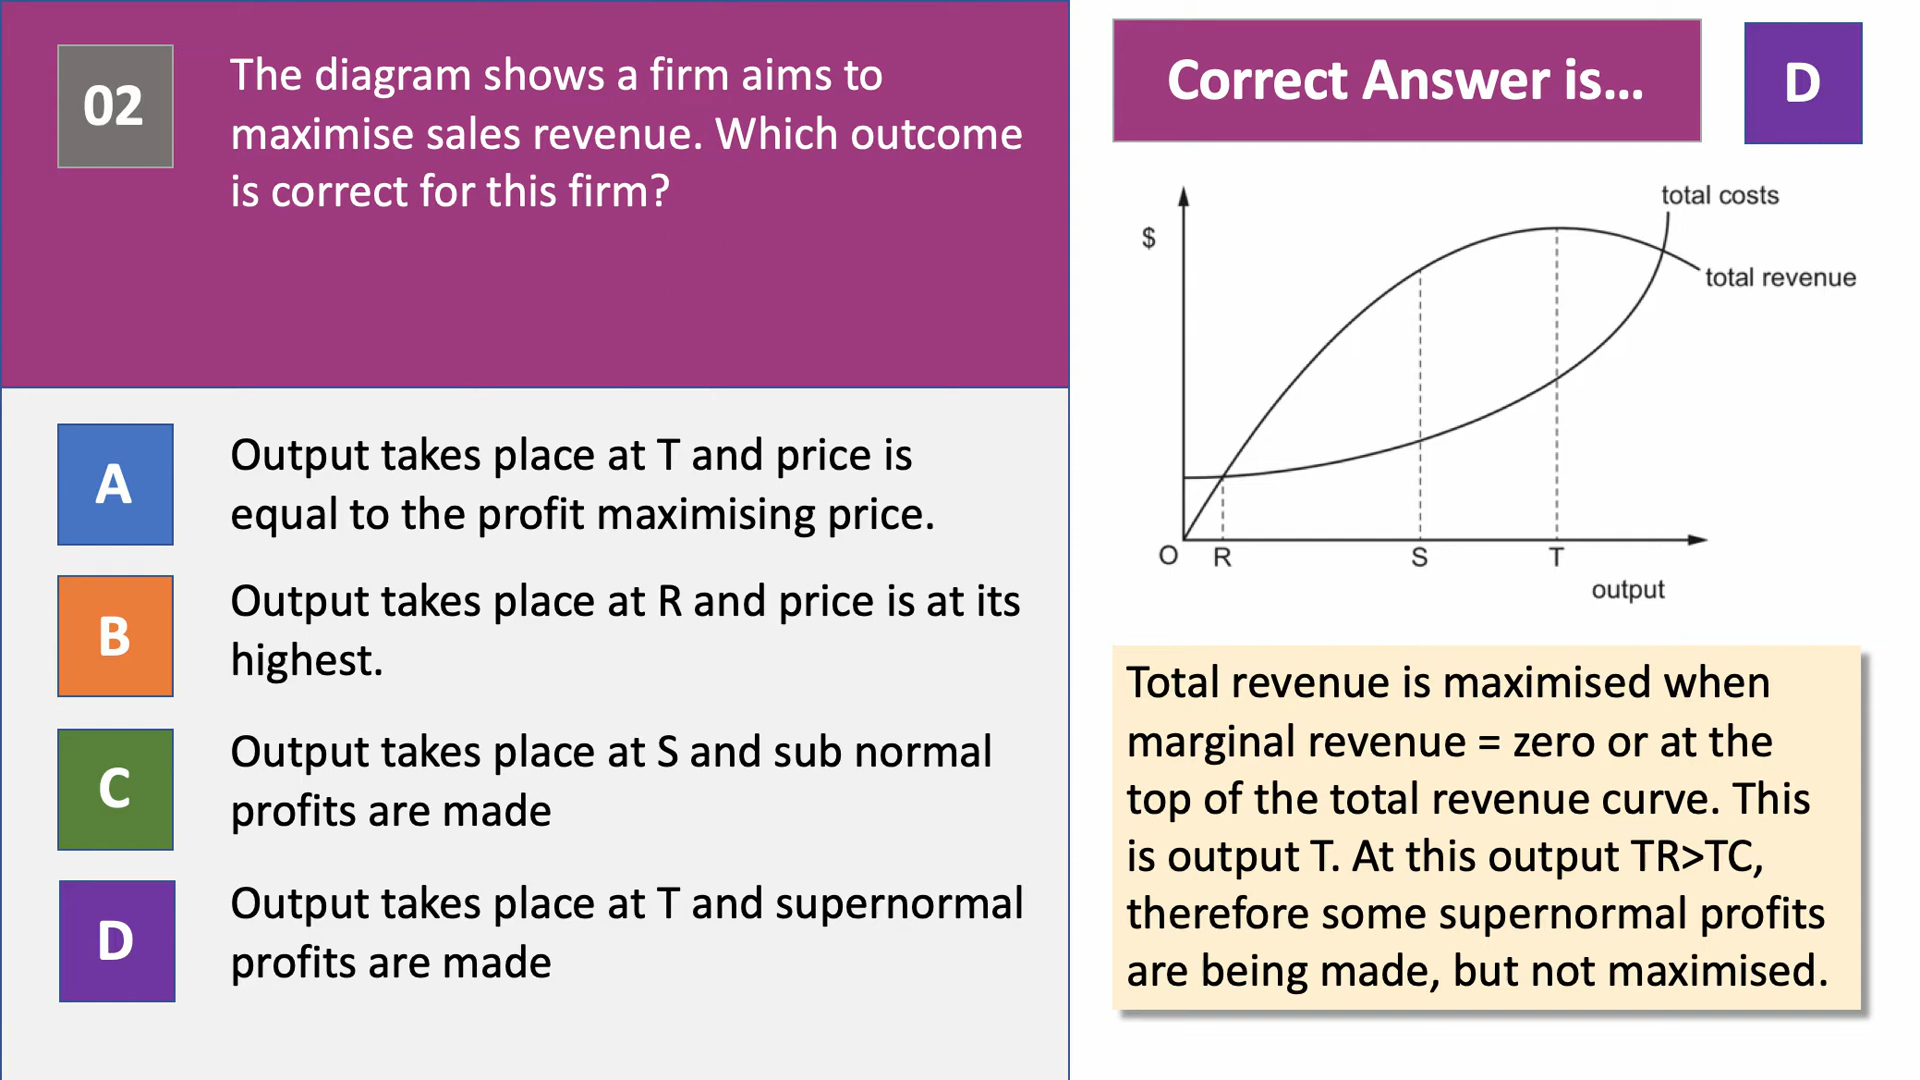 02
The diagram shows a firm aims to
maximise sales revenue. Which outcome
is correct for this firm?
A
Output takes place at T and price is
equal to the profit maximising price.
B
Output takes place at R and price is at its
highest.
C
Output takes place at S and sub normal
profits are made
D
Output takes place at T and supernormal
profits are made
Correct Answer is...
D
total costs
$
total revenue
O
R
S
T
output
Total revenue is maximised when
marginal revenue = zero or at the
top of the total revenue curve. This
is output T. At this output TR>TC,
therefore some supernormal profits
are being made, but not maximised.